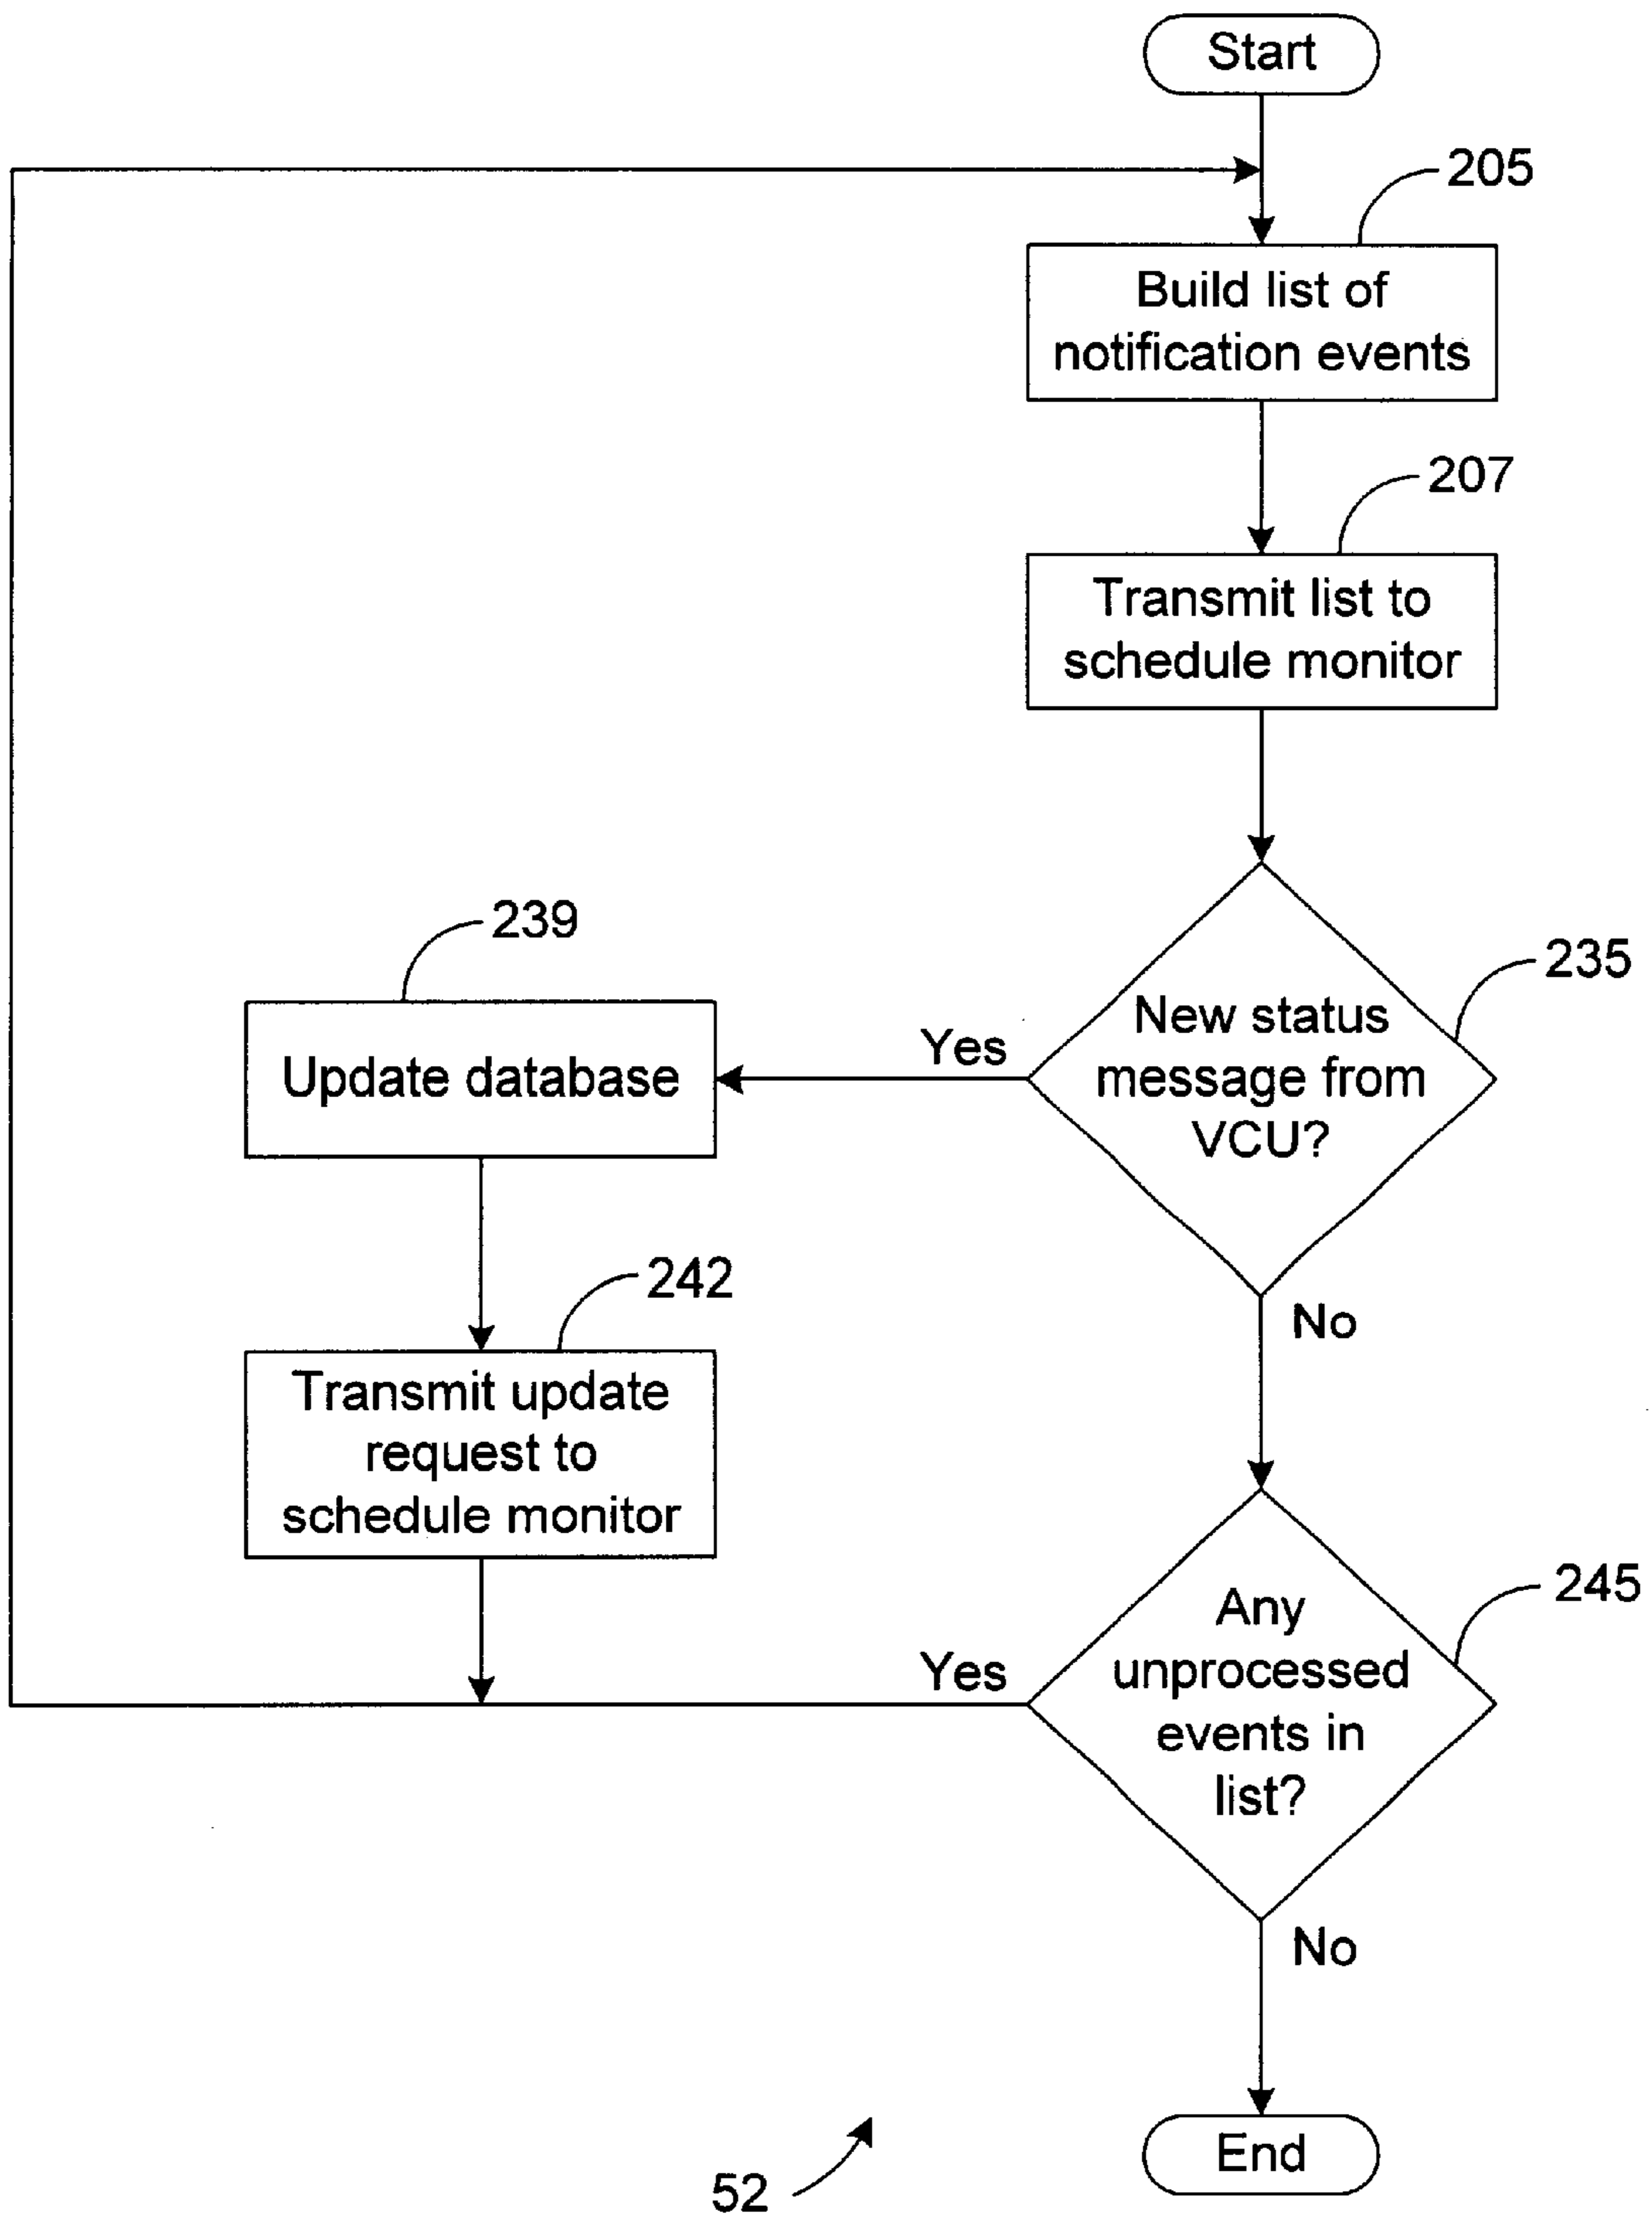 Start
205
Build list of
notification events
207
Transmit list to
schedule monitor
239
235
New status
message from
VCU?
Yes
Update database
242
No
Transmit update
request to
schedule monitor
245
Any
unprocessed
events in
list?
Yes
No
End
52